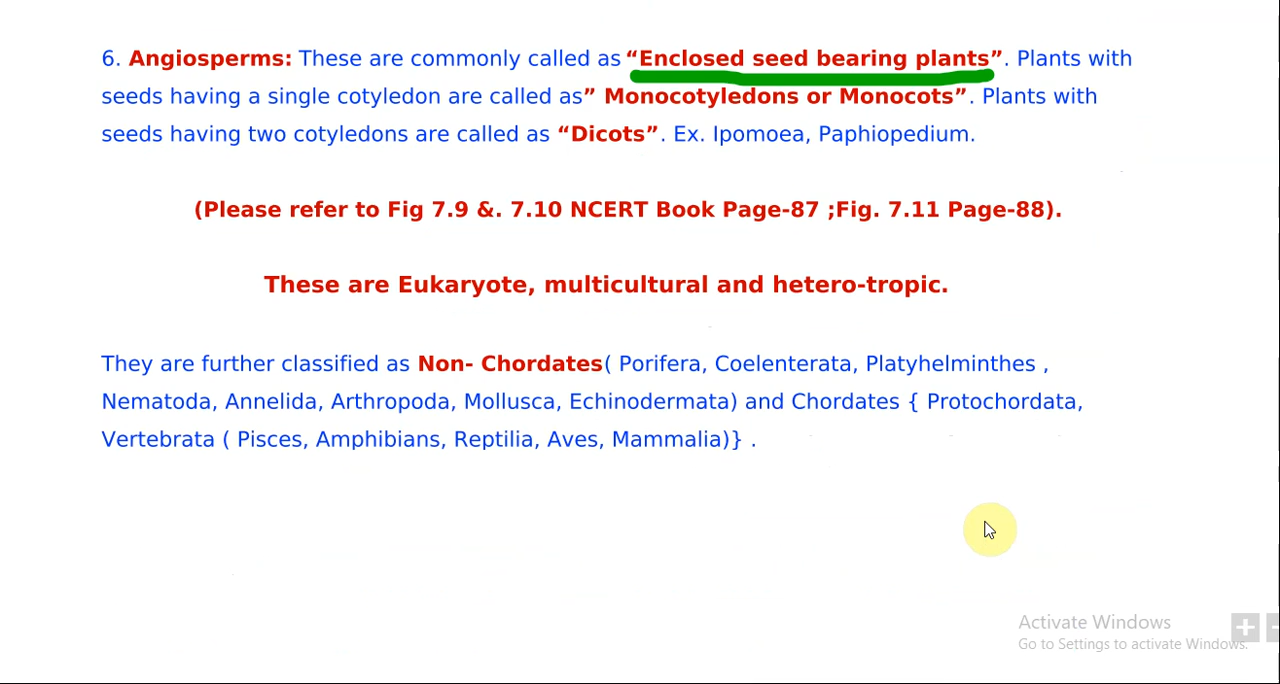 6. Angiosperms: These are commonly called as “Enclosed seed bearing plants”. Plants with
seeds having a single cotyledon are called as” Monocotyledons or Monocots”. Plants with
seeds having two cotyledons are called as “Dicots”. Ex. Ipomoea, Paphiopedium.
(Please refer to Fig 7.9 &. 7.10 NCERT Book Page-87 ;Fig. 7.11 Page-88).
These are Eukaryote, multicultural and hetero-tropic.
They are further classified as Non- Chordates( Porifera, Coelenterata, Platyhelminthes ,
Nematoda, Annelida, Arthropoda, Mollusca, Echinodermata) and Chordates { Protochordata,
Vertebrata ( Pisces, Amphibians, Reptilia, Aves, Mammalia)} .
Activate Windows
Go to Settings to activate Windows.